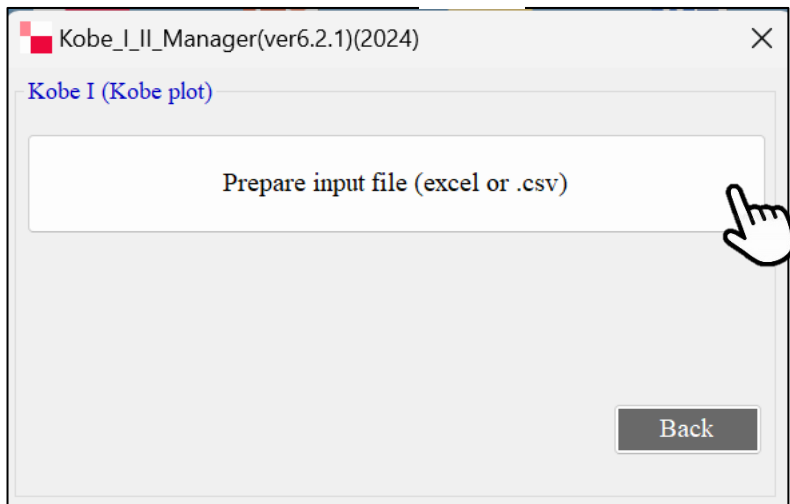 Kobe_I_II_Manager(ver6.2.1)(2024)
Kobe I (Kobe plot)
Prepare input file (excel or .csv)
Back